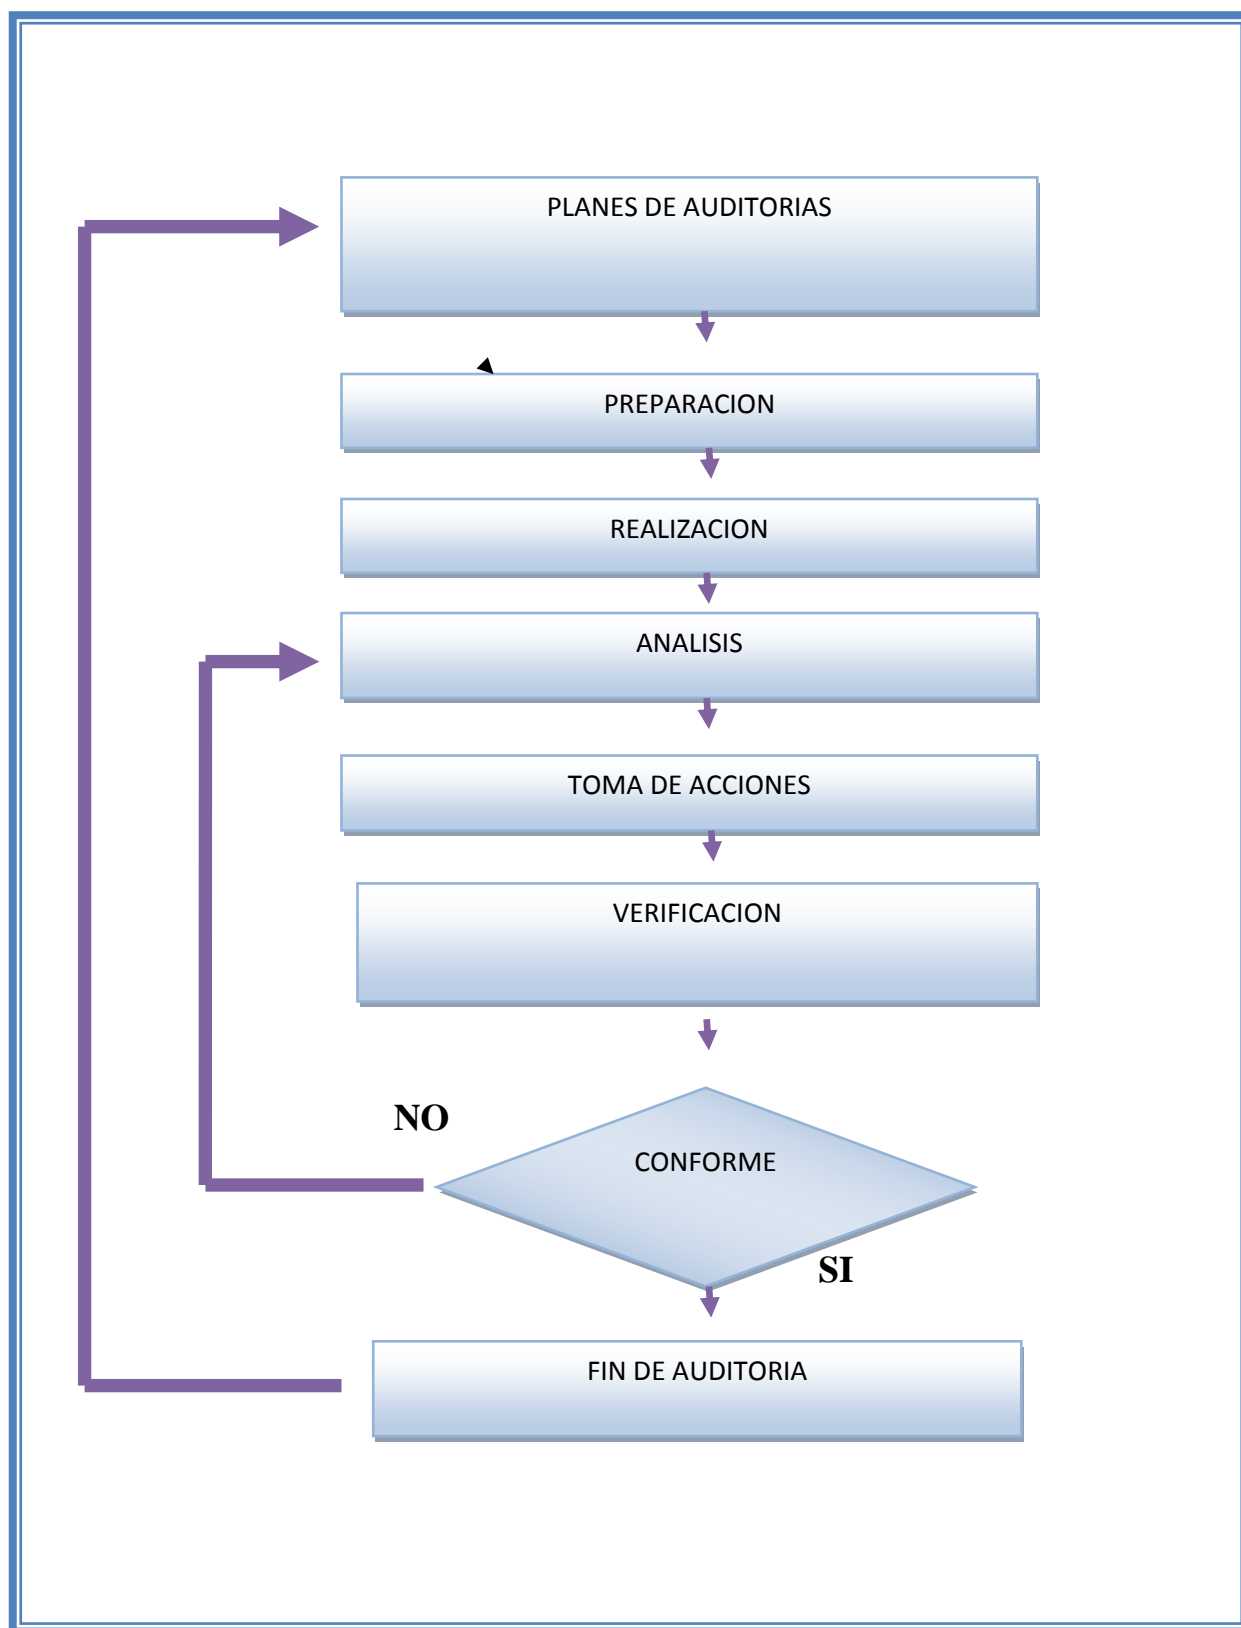 PLANES DE AUDITORIAS
PREPARACION
REALIZACION
ANALISIS
TOMA DE ACCIONES
VERIFICACION
NO
CONFORME
SI
FIN DE AUDITORIA